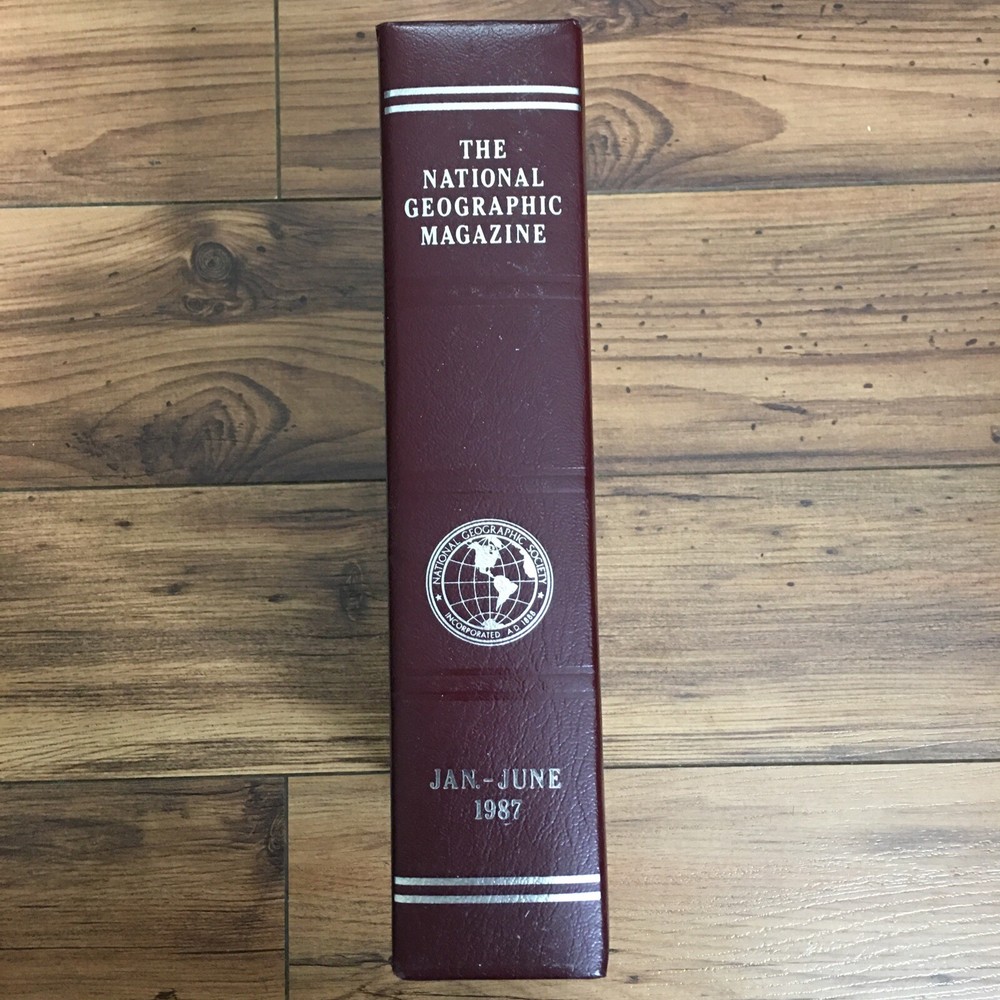 THE
NATIONAL
GEOGRAPHIC
MAGAZINE
NATIONAL GEOGRAPHIC SOCIETY
INCORPORATED A.D. 1888
JAN.-JUNE
1987